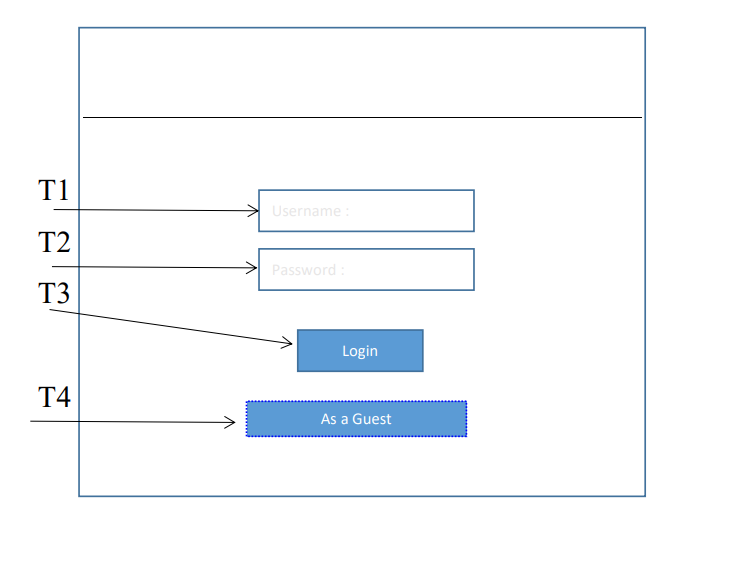 T1
Username :
T2
Password :
T3
Login
T4
As a Guest